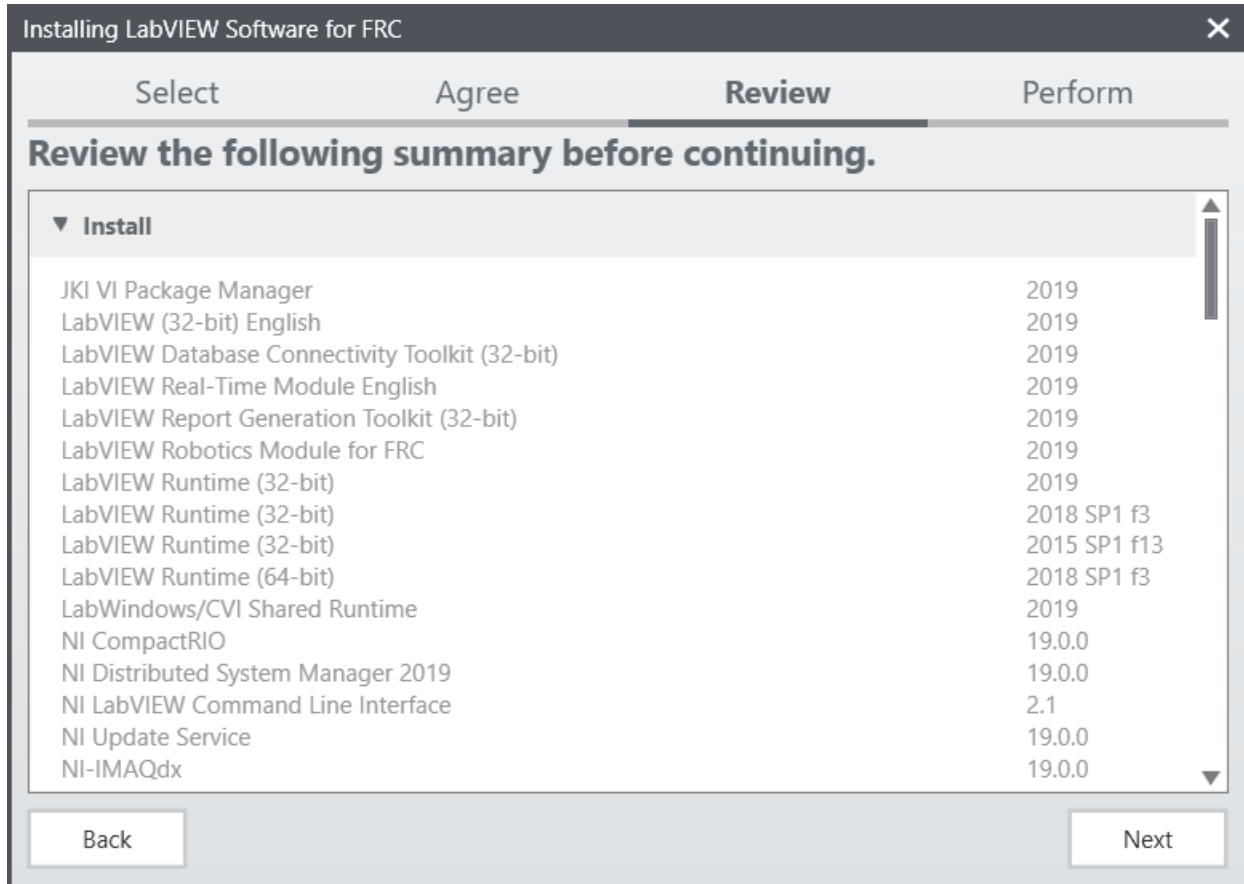 Installing LabVIEW Software for FRC
Select Agree Review Perform
Review the following summary before continuing.
Install
JKI VI Package Manager 2019
LabVIEW (32-bit) English 2019
LabVIEW Database Connectivity Toolkit (32-bit) 2019
LabVIEW Real-Time Module English 2019
LabVIEW Report Generation Toolkit (32-bit) 2019
LabVIEW Robotics Module for FRC 2019
LabVIEW Runtime (32-bit) 2019
LabVIEW Runtime (32-bit) 2018 SP1 f3
LabVIEW Runtime (32-bit) 2015 SP1 f13
LabVIEW Runtime (64-bit) 2018 SP1 f3
LabWindows/CVI Shared Runtime 2019
NI CompactRIO 19.0.0
NI Distributed System Manager 2019 19.0.0
NI LabVIEW Command Line Interface 2.1
NI Update Service 19.0.0
NI-IMAQdx 19.0.0
Back Next